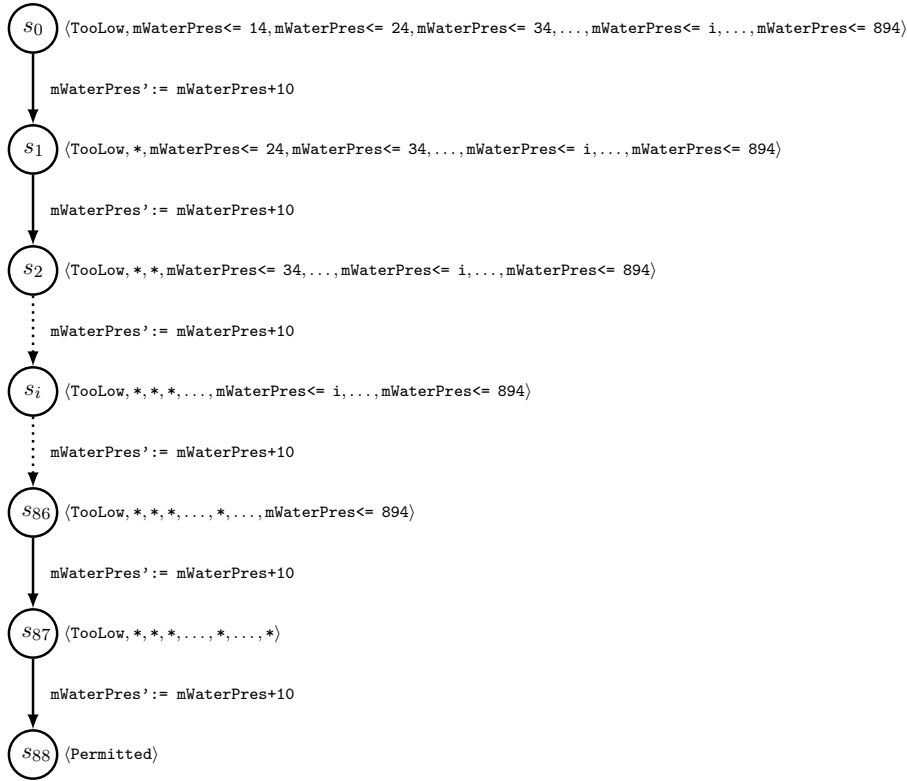 s₀ ⟨TooLow, mWaterPres<= 14, mWaterPres<= 24, mWaterPres<= 34, ..., mWaterPres<= i, ..., mWaterPres<= 894⟩
mWaterPres':= mWaterPres+10
s₁ ⟨TooLow, *, mWaterPres<= 24, mWaterPres<= 34, ..., mWaterPres<= i, ..., mWaterPres<= 894⟩
mWaterPres':= mWaterPres+10
s₂ ⟨TooLow, *, *, mWaterPres<= 34, ..., mWaterPres<= i, ..., mWaterPres<= 894⟩
mWaterPres':= mWaterPres+10
sᵢ ⟨TooLow, *, *, *, ..., mWaterPres<= i, ..., mWaterPres<= 894⟩
mWaterPres':= mWaterPres+10
s₈₆ ⟨TooLow, *, *, *, ..., *, ..., mWaterPres<= 894⟩
mWaterPres':= mWaterPres+10
s₈₇ ⟨TooLow, *, *, *, ..., *, ..., *⟩
mWaterPres':= mWaterPres+10
s₈₈ ⟨Permitted⟩